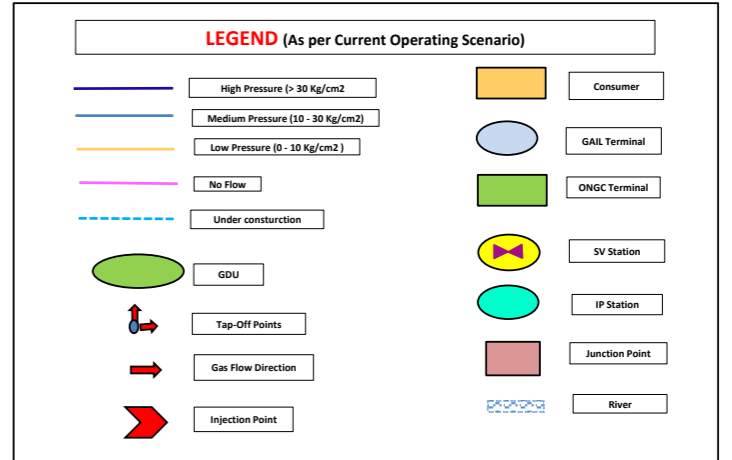 LEGEND (As per Current Operating Scenario)
High Pressure (> 30 Kg/cm2
Medium Pressure (10 - 30 Kg/cm2)
Low Pressure (0 - 10 Kg/cm2 )
No Flow
Under consturction
GDU
Tap-Off Points
Gas Flow Direction
Injection Point
Consumer
GAIL Terminal
ONGC Terminal
SV Station
IP Station
Junction Point
River